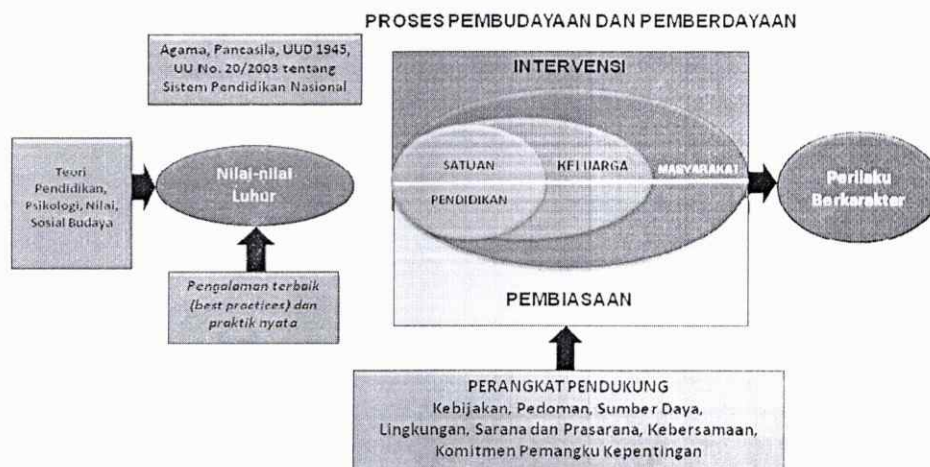 PROSES PEMBUDAYAAN DAN PEMBERDAYAAN
Agama, Pancasila, UUD 1945,
UU No. 20/2003 tentang
Sistem Pendidikan Nasional
INTERVENSI
Teori
Pendidikan,
Psikologi, Nilai,
Sosial Budaya
Nilai-nilai
Luhur
SATUAN
PENDIDIKAN
KELUARGA
MASYARAKAT
Perilaku
Berkarakter
Pengalaman terbaik
(best practices) dan
praktik nyata
PEMBIASAAN
PERANGKAT PENDUKUNG
Kebijakan, Pedoman, Sumber Daya,
Lingkungan, Sarana dan Prasarana, Kebersamaan,
Komitmen Pemangku Kepentingan